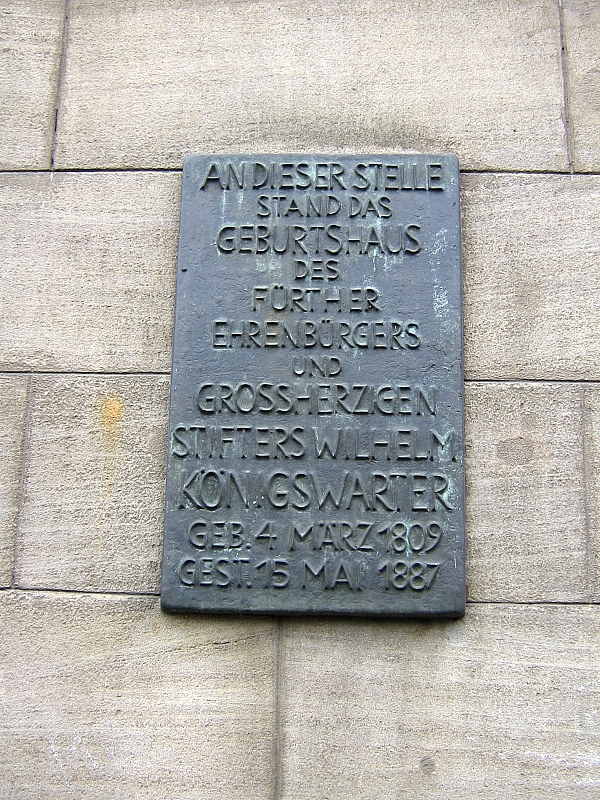 AN DIESER STELLE
STAND DAS
GEBURTSHAUS
DES
FÜRTHER
EHRENBÜRGERS
UND
GROSSHERZIGEN
STIFTERS WILHELM
KÖNIGSWARTER
GEB. 4 MÄRZ 1809
GEST. 15 MAI 1887